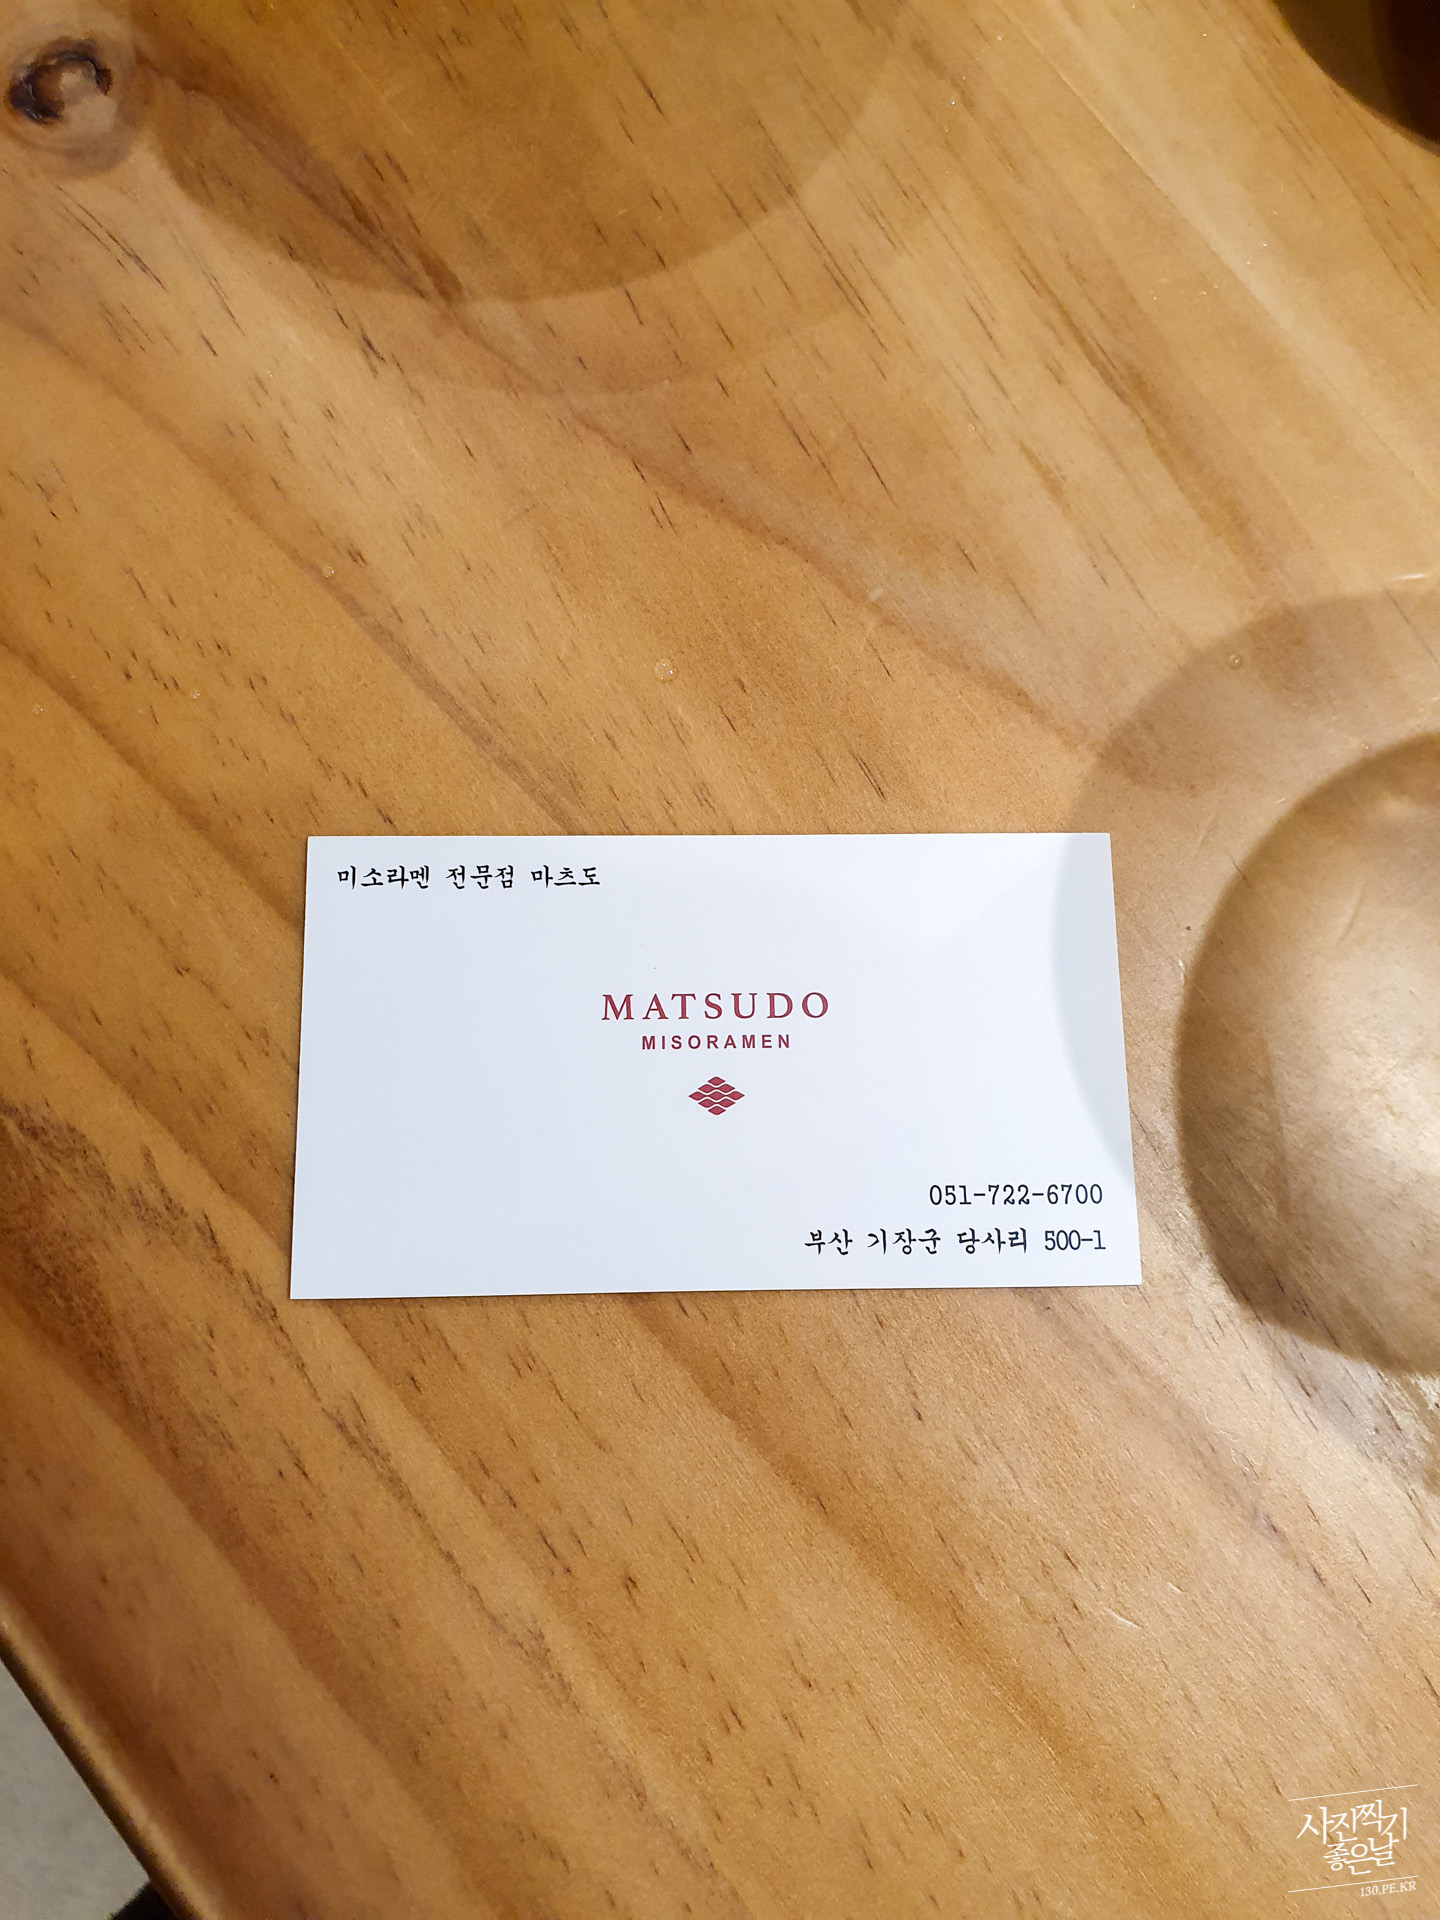 미소라멘 전문점 마츠도
MATSUDO
MISORAMEN
051-722-6700
부산 기장군 당사리 500-1
사진찍기
좋은날
130.PE.KR